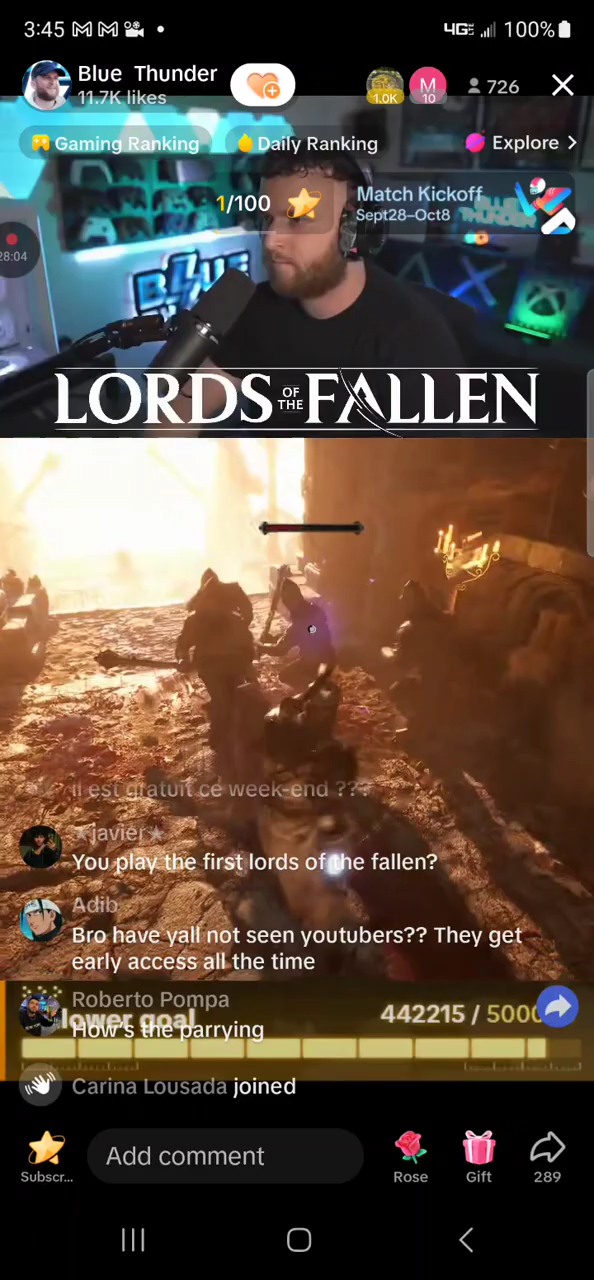 3:45
4G
100%
Blue Thunder
11.7K likes
1.0K
M
10
726
Gaming Ranking
Daily Ranking
Explore >
1/100
Match Kickoff
Sept28–Oct8
28:04
BLUE
LORDS OF THE FALLEN
il est gratuit ce week-end ???
★javier★
You play the first lords of the fallen?
Adib
Bro have yall not seen youtubers?? They get
early access all the time
Roberto Pompa
How's the parrying
lower goal
442215 / 5000
Carina Lousada joined
Subscr...
Add comment
Rose
Gift
289